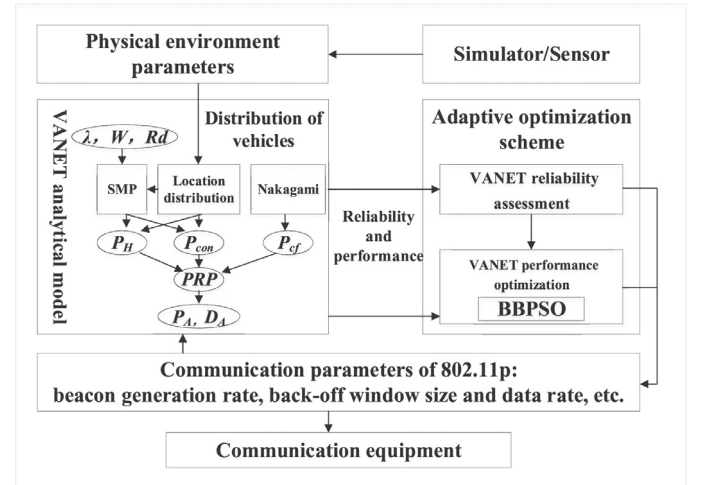 Physical environment
parameters
Simulator/Sensor
VANET analytical model
Distribution of
vehicles
λ, W, Rd
SMP
Location
distribution
Nakagami
P_H
P_con
P_cf
PRP
P_A, D_A
Reliability
and
performance
Adaptive optimization
scheme
VANET reliability
assessment
VANET performance
optimization
BBPSO
Communication parameters of 802.11p:
beacon generation rate, back-off window size and data rate, etc.
Communication equipment